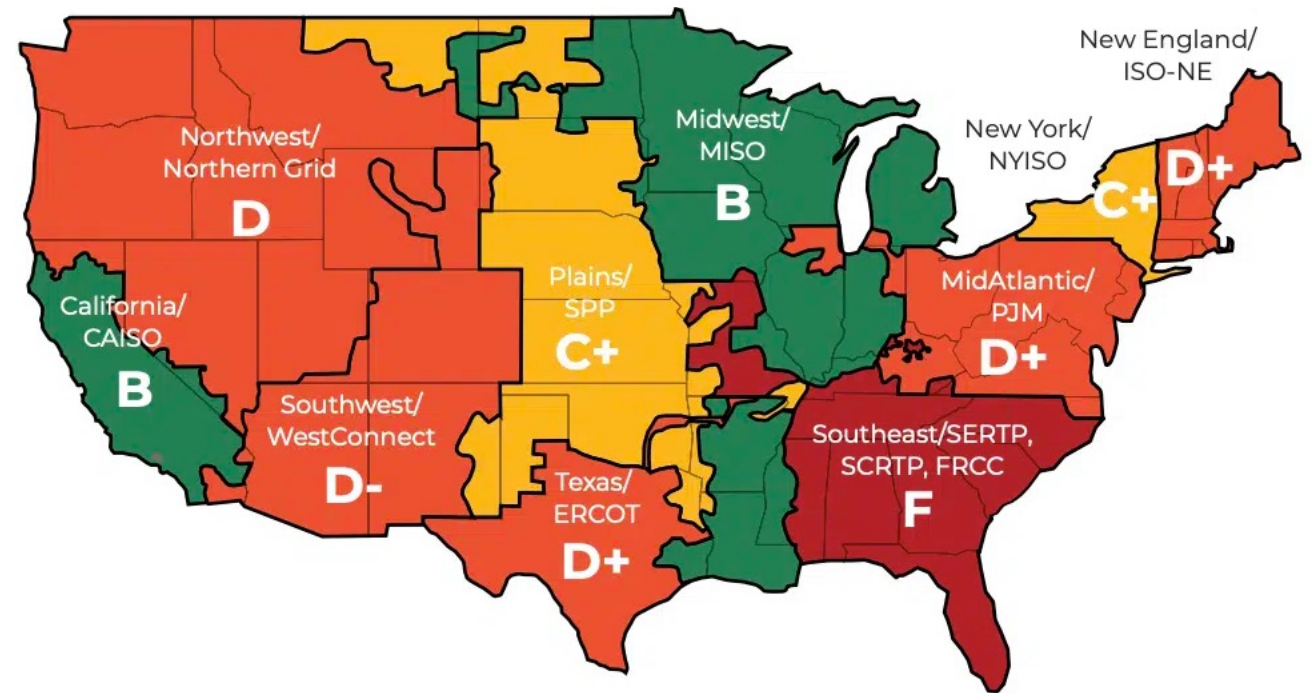 New England/
ISO-NE
New York/
NYISO
Northwest/
Northern Grid
D
Midwest/
MISO
B
C+
D+
California/
CAISO
B
Plains/
SPP
C+
MidAtlantic/
PJM
D+
Southwest/
WestConnect
D-
Texas/
ERCOT
D+
Southeast/SERTP,
SCRTP, FRCC
F